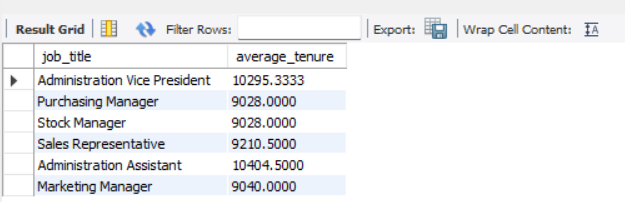 Result Grid Filter Rows: Export: Wrap Cell Content: IA
job_title average_tenure
Administration Vice President 10295.3333
Purchasing Manager 9028.0000
Stock Manager 9028.0000
Sales Representative 9210.5000
Administration Assistant 10404.5000
Marketing Manager 9040.0000